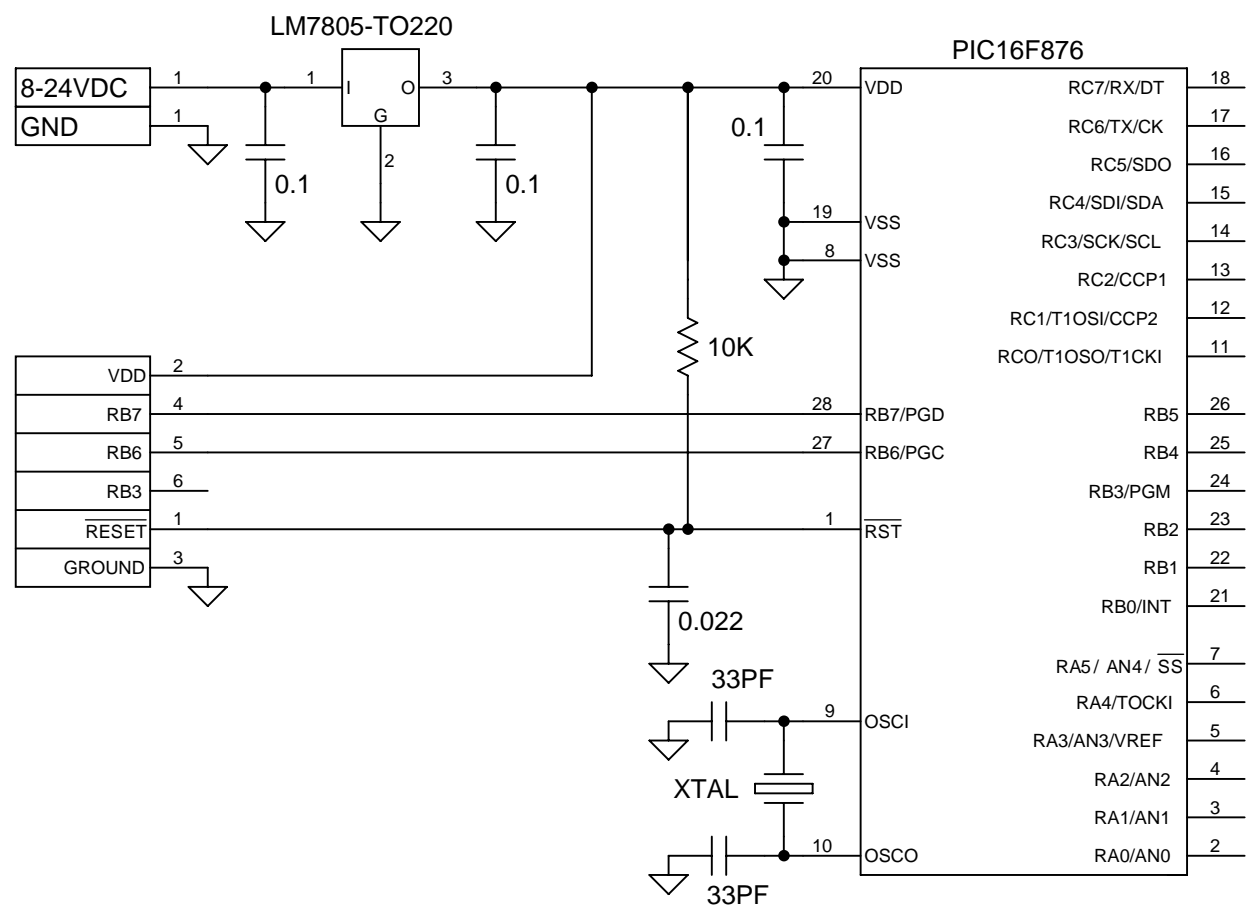 LM7805-TO220
PIC16F876
8-24VDC 1
GND 1
1 I O 3
G
2
0.1
0.1
0.1
20 VDD
19 VSS
8 VSS
10K
VDD 2
RB7 4
RB6 5
RB3 6
RESET 1
GROUND 3
28 RB7/PGD
27 RB6/PGC
1 RST
0.022
33PF
9 OSCI
XTAL
10 OSCO
33PF
RC7/RX/DT 18
RC6/TX/CK 17
RC5/SDO 16
RC4/SDI/SDA 15
RC3/SCK/SCL 14
RC2/CCP1 13
RC1/T1OSI/CCP2 12
RCO/T1OSO/T1CKI 11
RB5 26
RB4 25
RB3/PGM 24
RB2 23
RB1 22
RB0/INT 21
RA5/ AN4/ SS 7
RA4/TOCKI 6
RA3/AN3/VREF 5
RA2/AN2 4
RA1/AN1 3
RA0/AN0 2